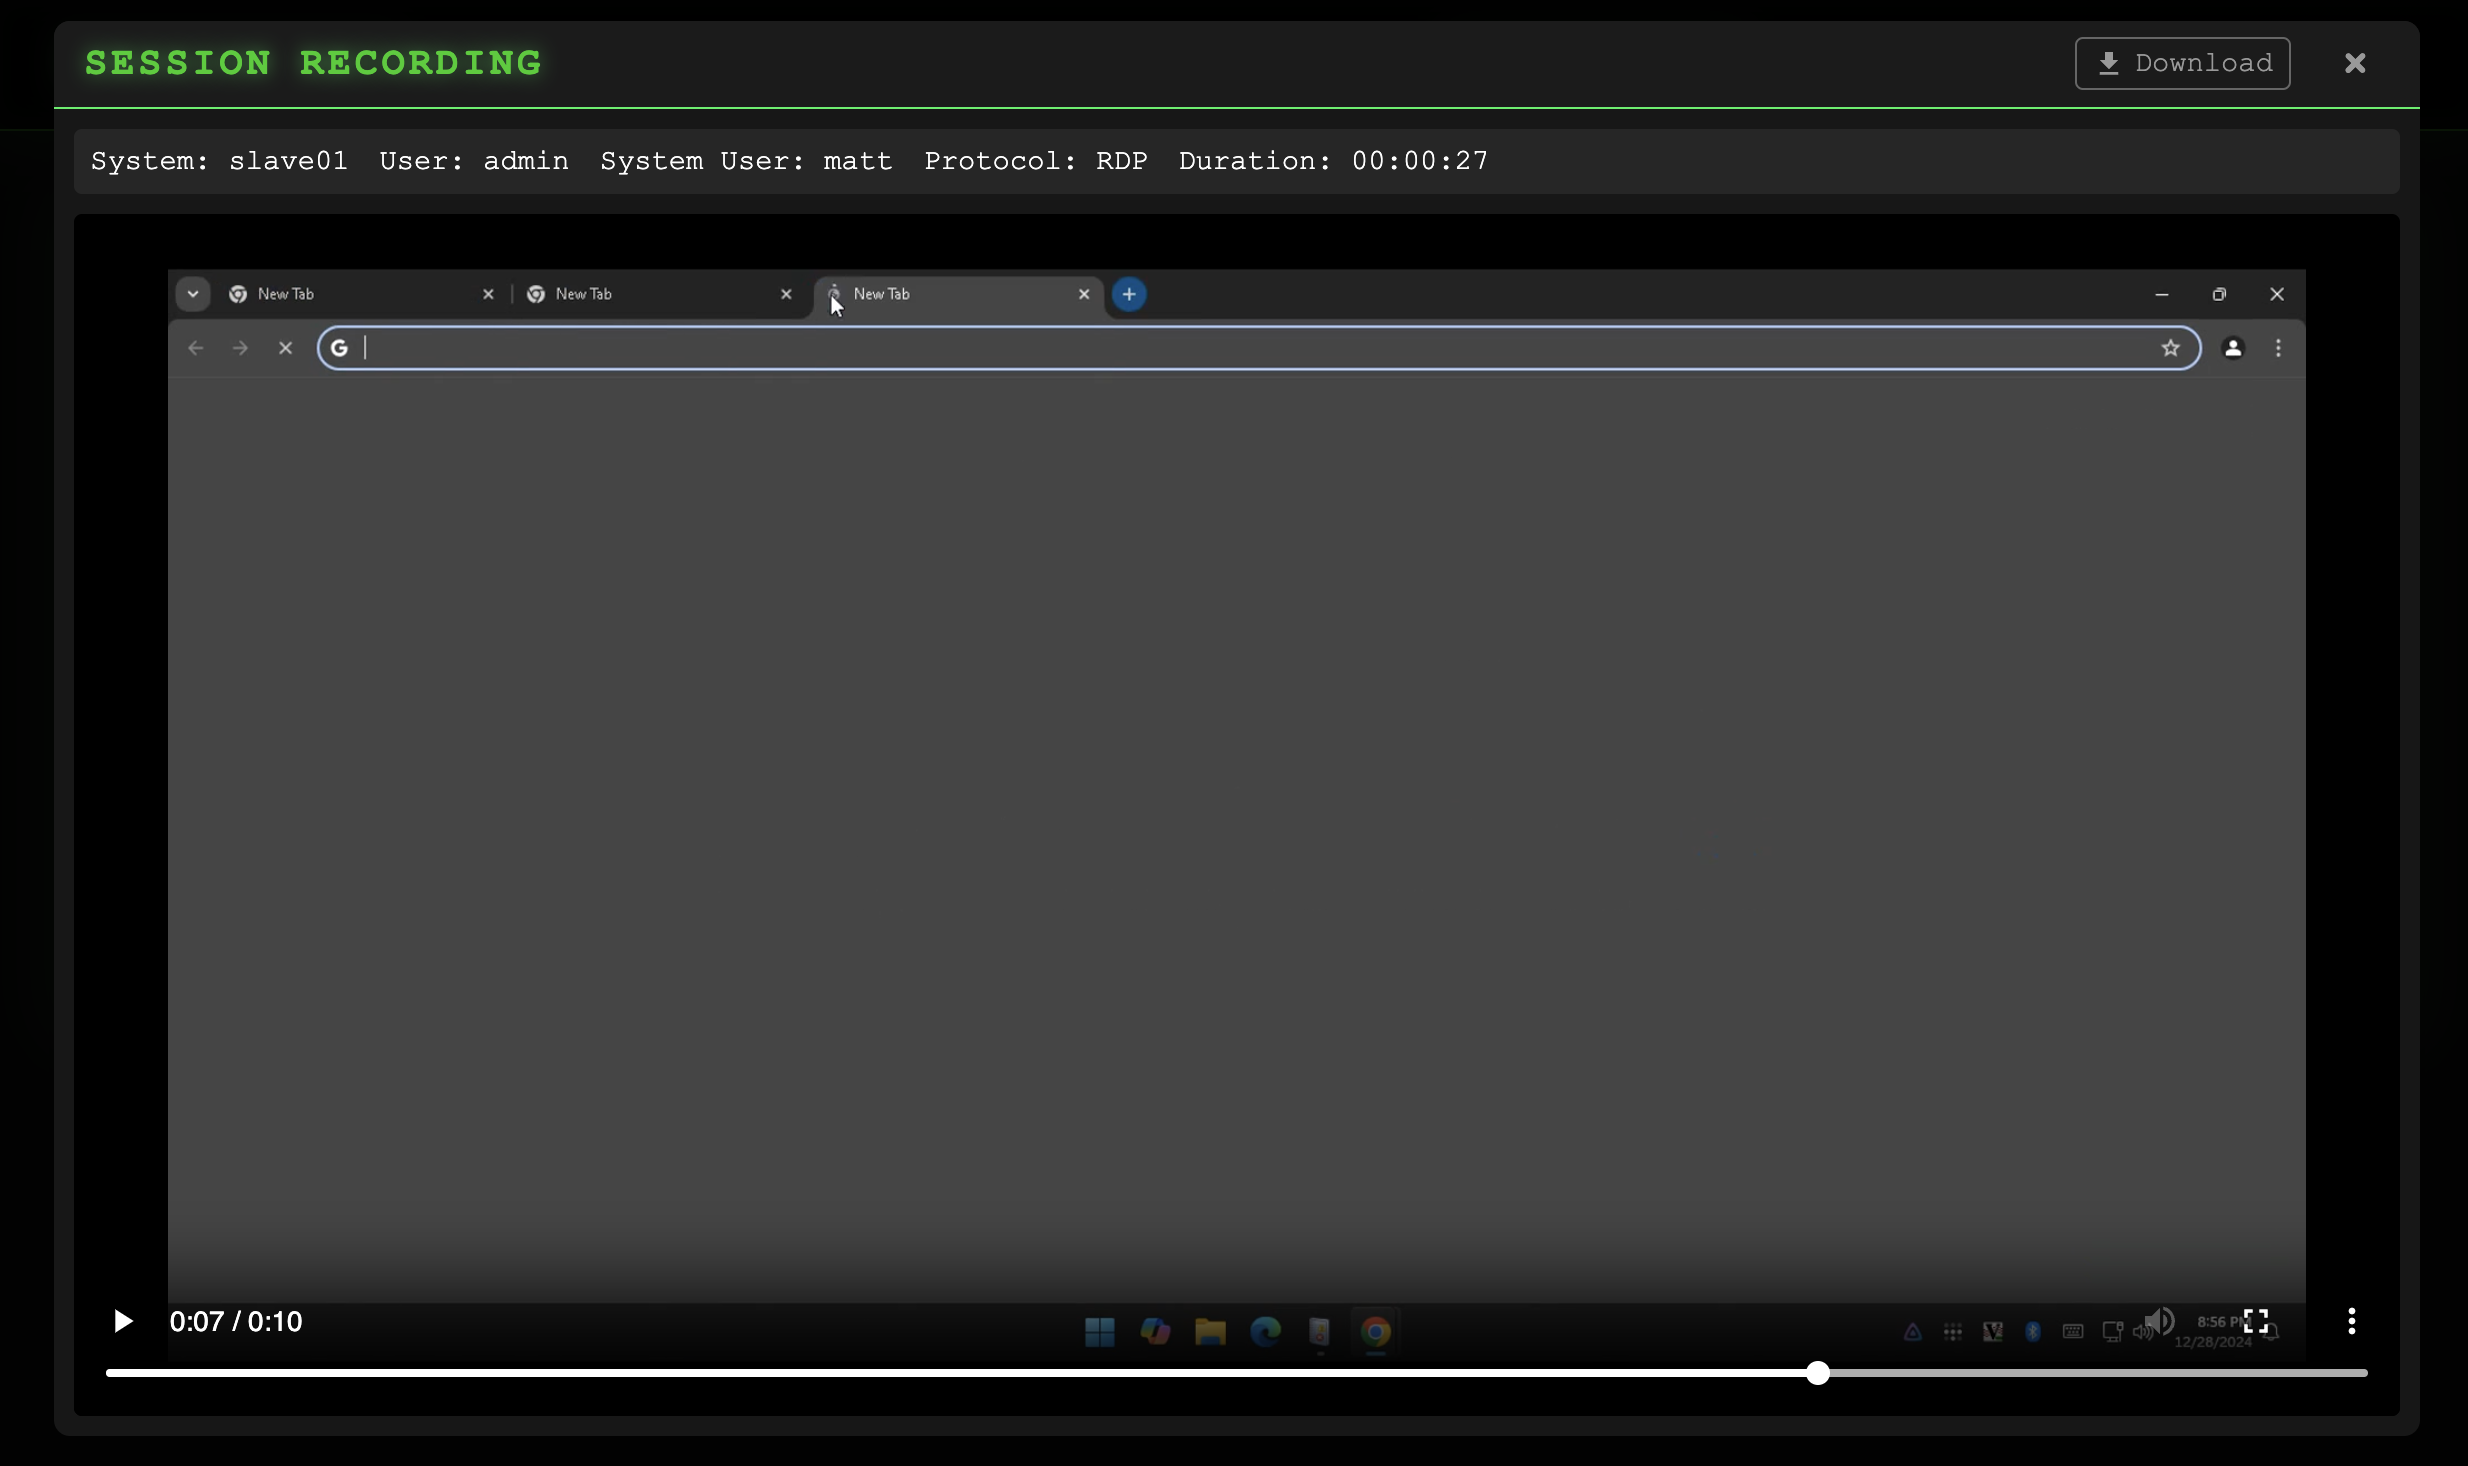 SESSION RECORDING
Download
System: slave01 User: admin System User: matt Protocol: RDP Duration: 00:00:27
New Tab New Tab New Tab
G
0:07 / 0:10
8:56 PM
12/28/2024